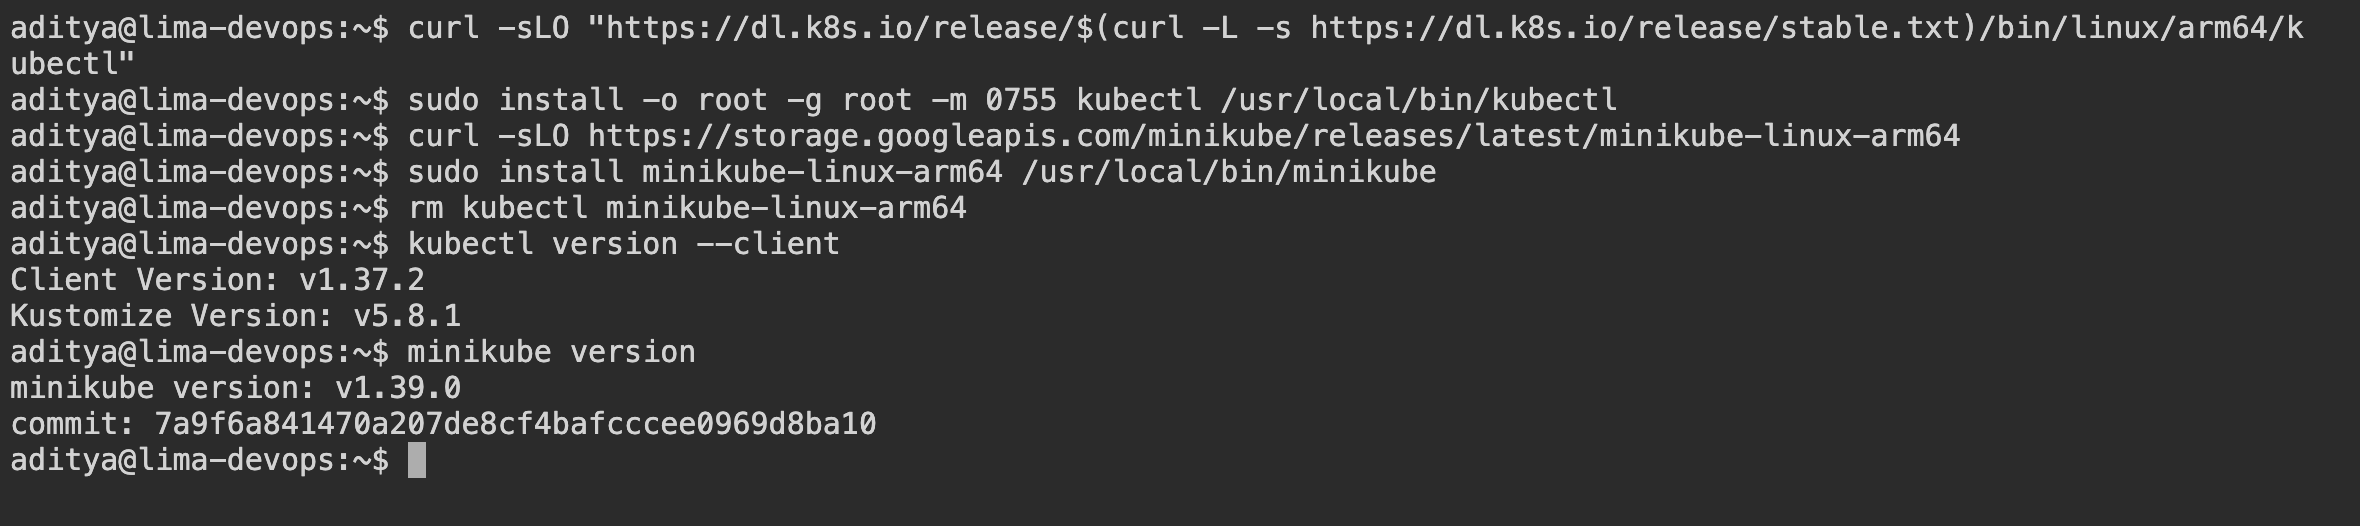 aditya@lima-devops:~$ curl -sLO "https://dl.k8s.io/release/$(curl -L -s https://dl.k8s.io/release/stable.txt)/bin/linux/arm64/k
ubectl"
aditya@lima-devops:~$ sudo install -o root -g root -m 0755 kubectl /usr/local/bin/kubectl
aditya@lima-devops:~$ curl -sLO https://storage.googleapis.com/minikube/releases/latest/minikube-linux-arm64
aditya@lima-devops:~$ sudo install minikube-linux-arm64 /usr/local/bin/minikube
aditya@lima-devops:~$ rm kubectl minikube-linux-arm64
aditya@lima-devops:~$ kubectl version --client
Client Version: v1.37.2
Kustomize Version: v5.8.1
aditya@lima-devops:~$ minikube version
minikube version: v1.39.0
commit: 7a9f6a841470a207de8cf4bafcccee0969d8ba10
aditya@lima-devops:~$